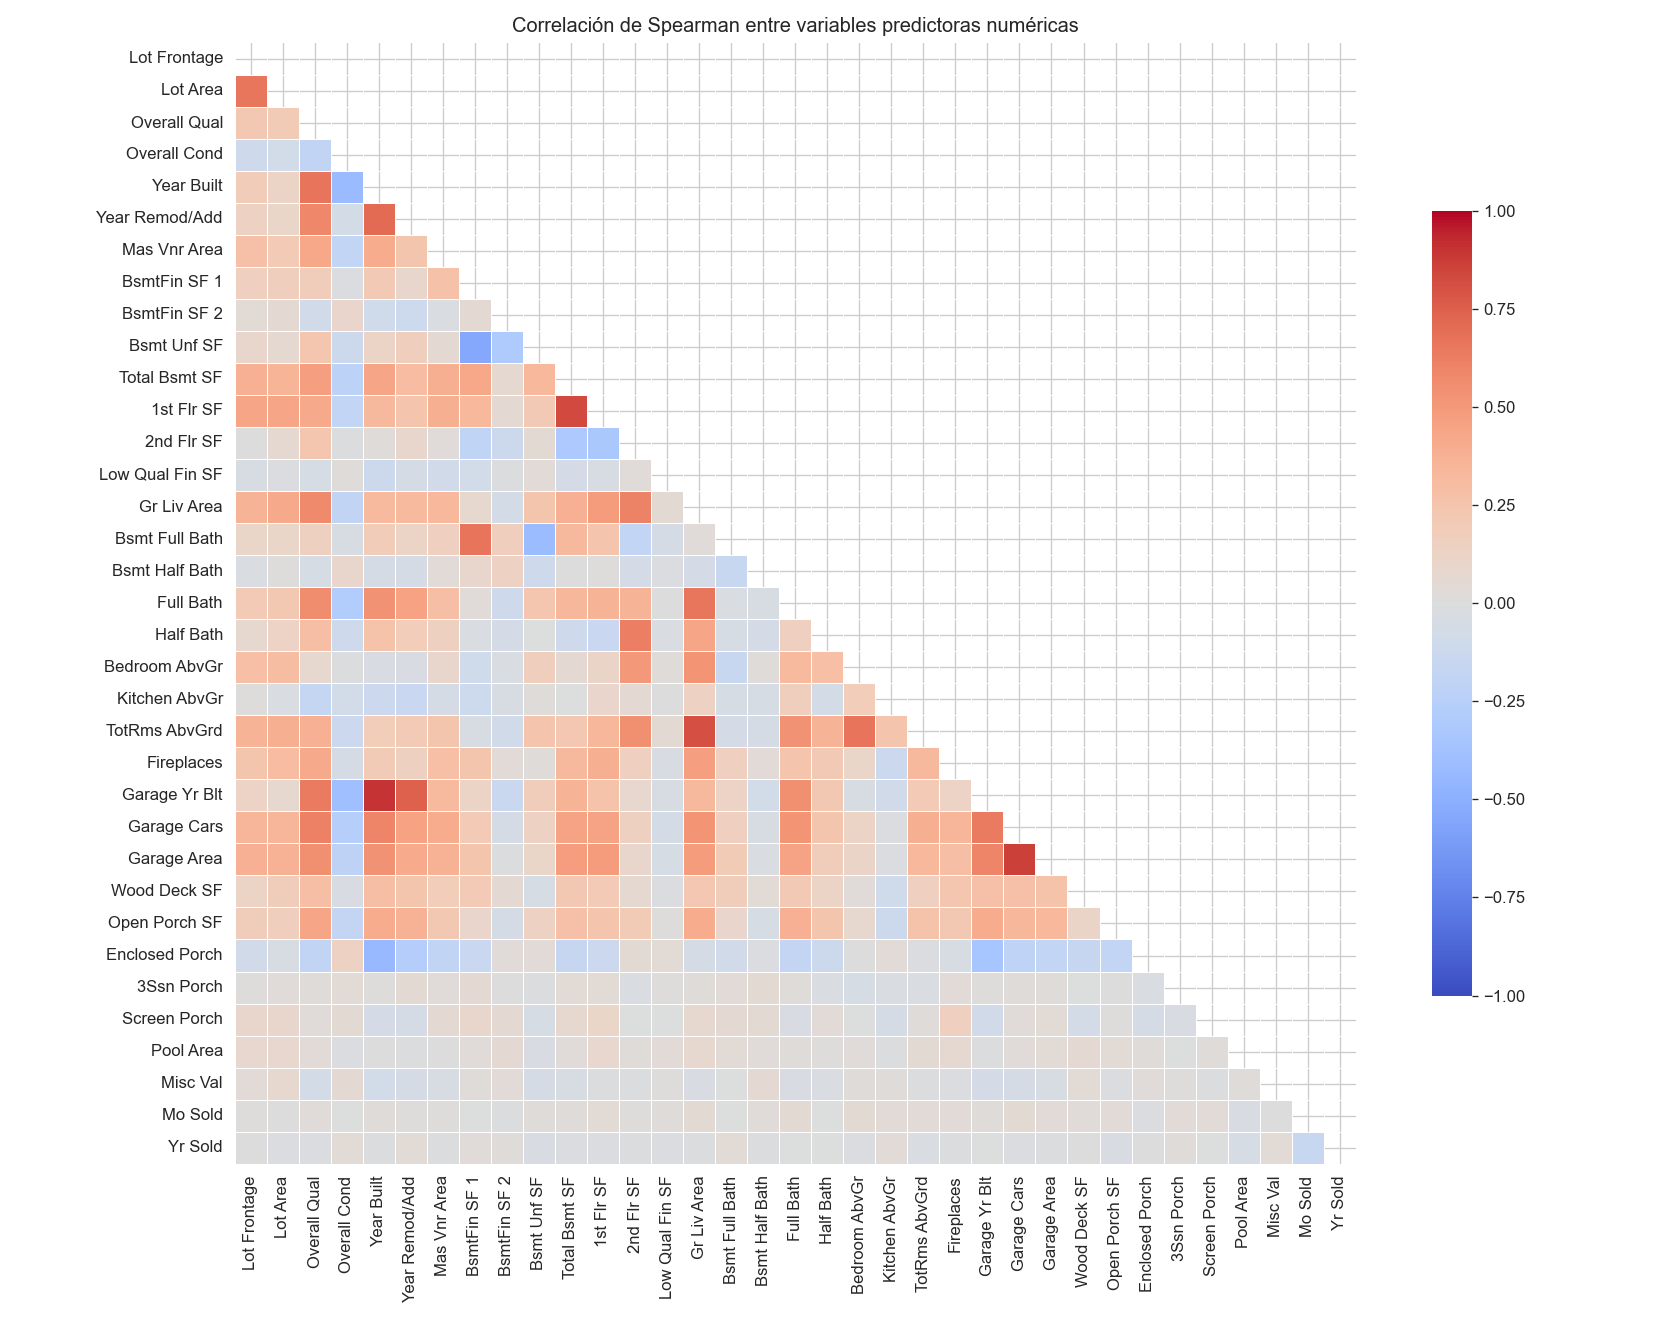 Correlación de Spearman entre variables predictoras numéricas
Lot Frontage
Lot Area
Overall Qual
Overall Cond
Year Built
Year Remod/Add
Mas Vnr Area
BsmtFin SF 1
BsmtFin SF 2
Bsmt Unf SF
Total Bsmt SF
1st Flr SF
2nd Flr SF
Low Qual Fin SF
Gr Liv Area
Bsmt Full Bath
Bsmt Half Bath
Full Bath
Half Bath
Bedroom AbvGr
Kitchen AbvGr
TotRms AbvGrd
Fireplaces
Garage Yr Blt
Garage Cars
Garage Area
Wood Deck SF
Open Porch SF
Enclosed Porch
3Ssn Porch
Screen Porch
Pool Area
Misc Val
Mo Sold
Yr Sold
Lot Frontage
Lot Area
Overall Qual
Overall Cond
Year Built
Year Remod/Add
Mas Vnr Area
BsmtFin SF 1
BsmtFin SF 2
Bsmt Unf SF
Total Bsmt SF
1st Flr SF
2nd Flr SF
Low Qual Fin SF
Gr Liv Area
Bsmt Full Bath
Bsmt Half Bath
Full Bath
Half Bath
Bedroom AbvGr
Kitchen AbvGr
TotRms AbvGrd
Fireplaces
Garage Yr Blt
Garage Cars
Garage Area
Wood Deck SF
Open Porch SF
Enclosed Porch
3Ssn Porch
Screen Porch
Pool Area
Misc Val
Mo Sold
Yr Sold
1.00
0.75
0.50
0.25
0.00
−0.25
−0.50
−0.75
−1.00